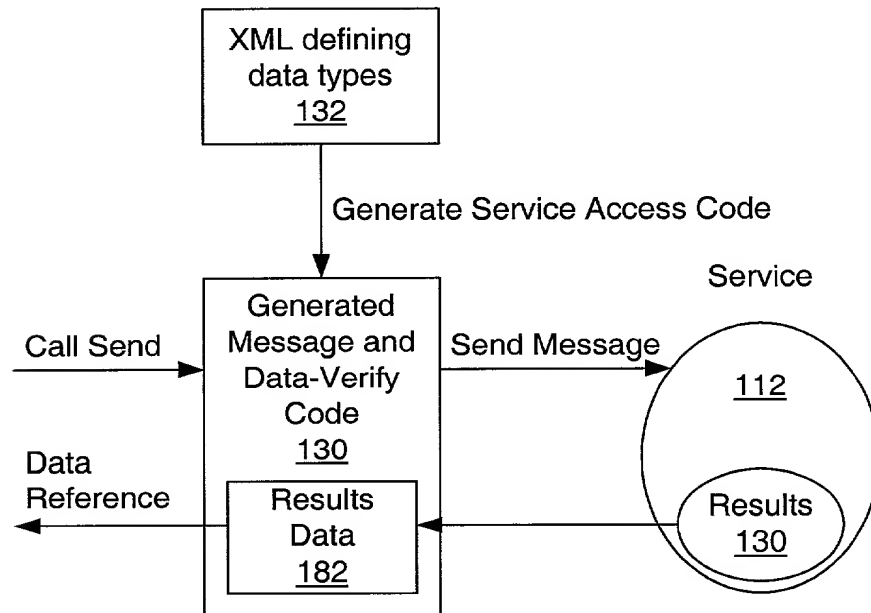 XML defining
data types
132
Generate Service Access Code
Service
Generated
Message and
Data-Verify
Code
130
Call Send
Send Message
112
Data
Reference
Results
Data
182
Results
130